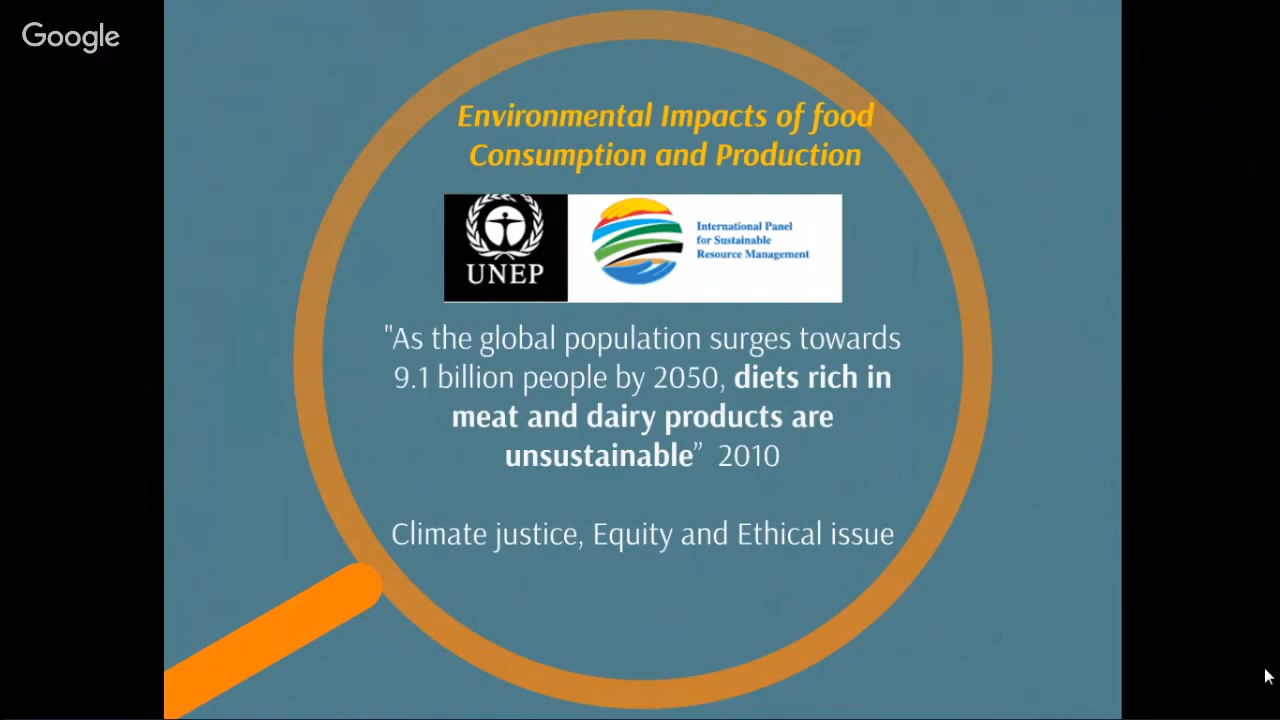 Google
Environmental Impacts of food
Consumption and Production
UNEP
International Panel
for Sustainable
Resource Management
"As the global population surges towards
9.1 billion people by 2050, diets rich in
meat and dairy products are
unsustainable” 2010
Climate justice, Equity and Ethical issue